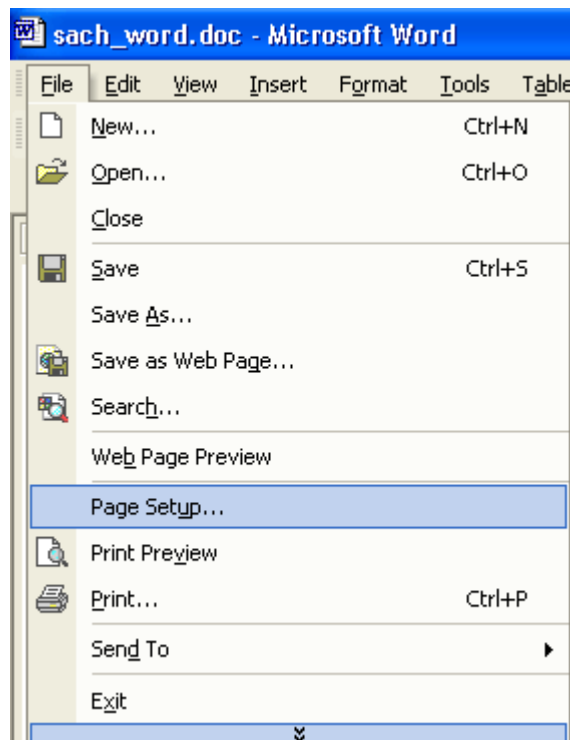 sach_word.doc - Microsoft Word
File Edit View Insert Format Tools Table
New... Ctrl+N
Open... Ctrl+O
Close
Save Ctrl+S
Save As...
Save as Web Page...
Search...
Web Page Preview
Page Setup...
Print Preview
Print... Ctrl+P
Send To
Exit